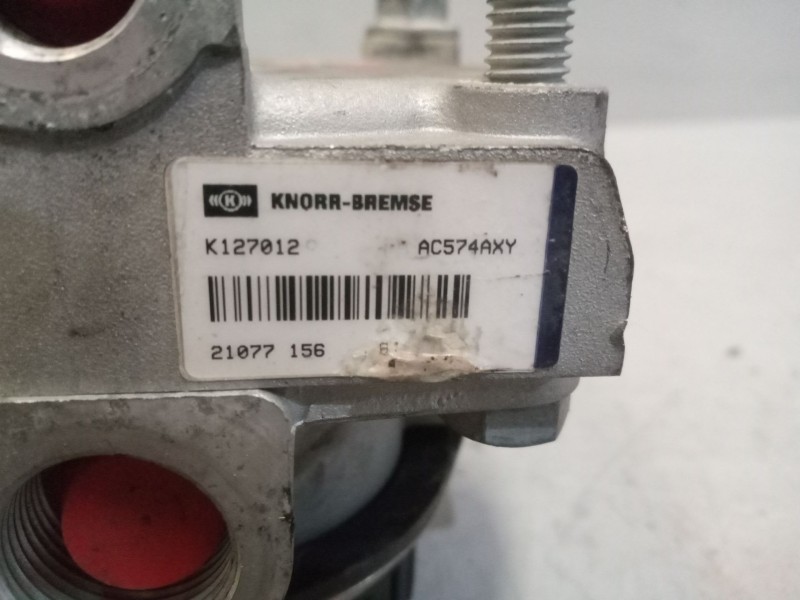 K
KNORR-BREMSE
K127012 AC574AXY
21077 156